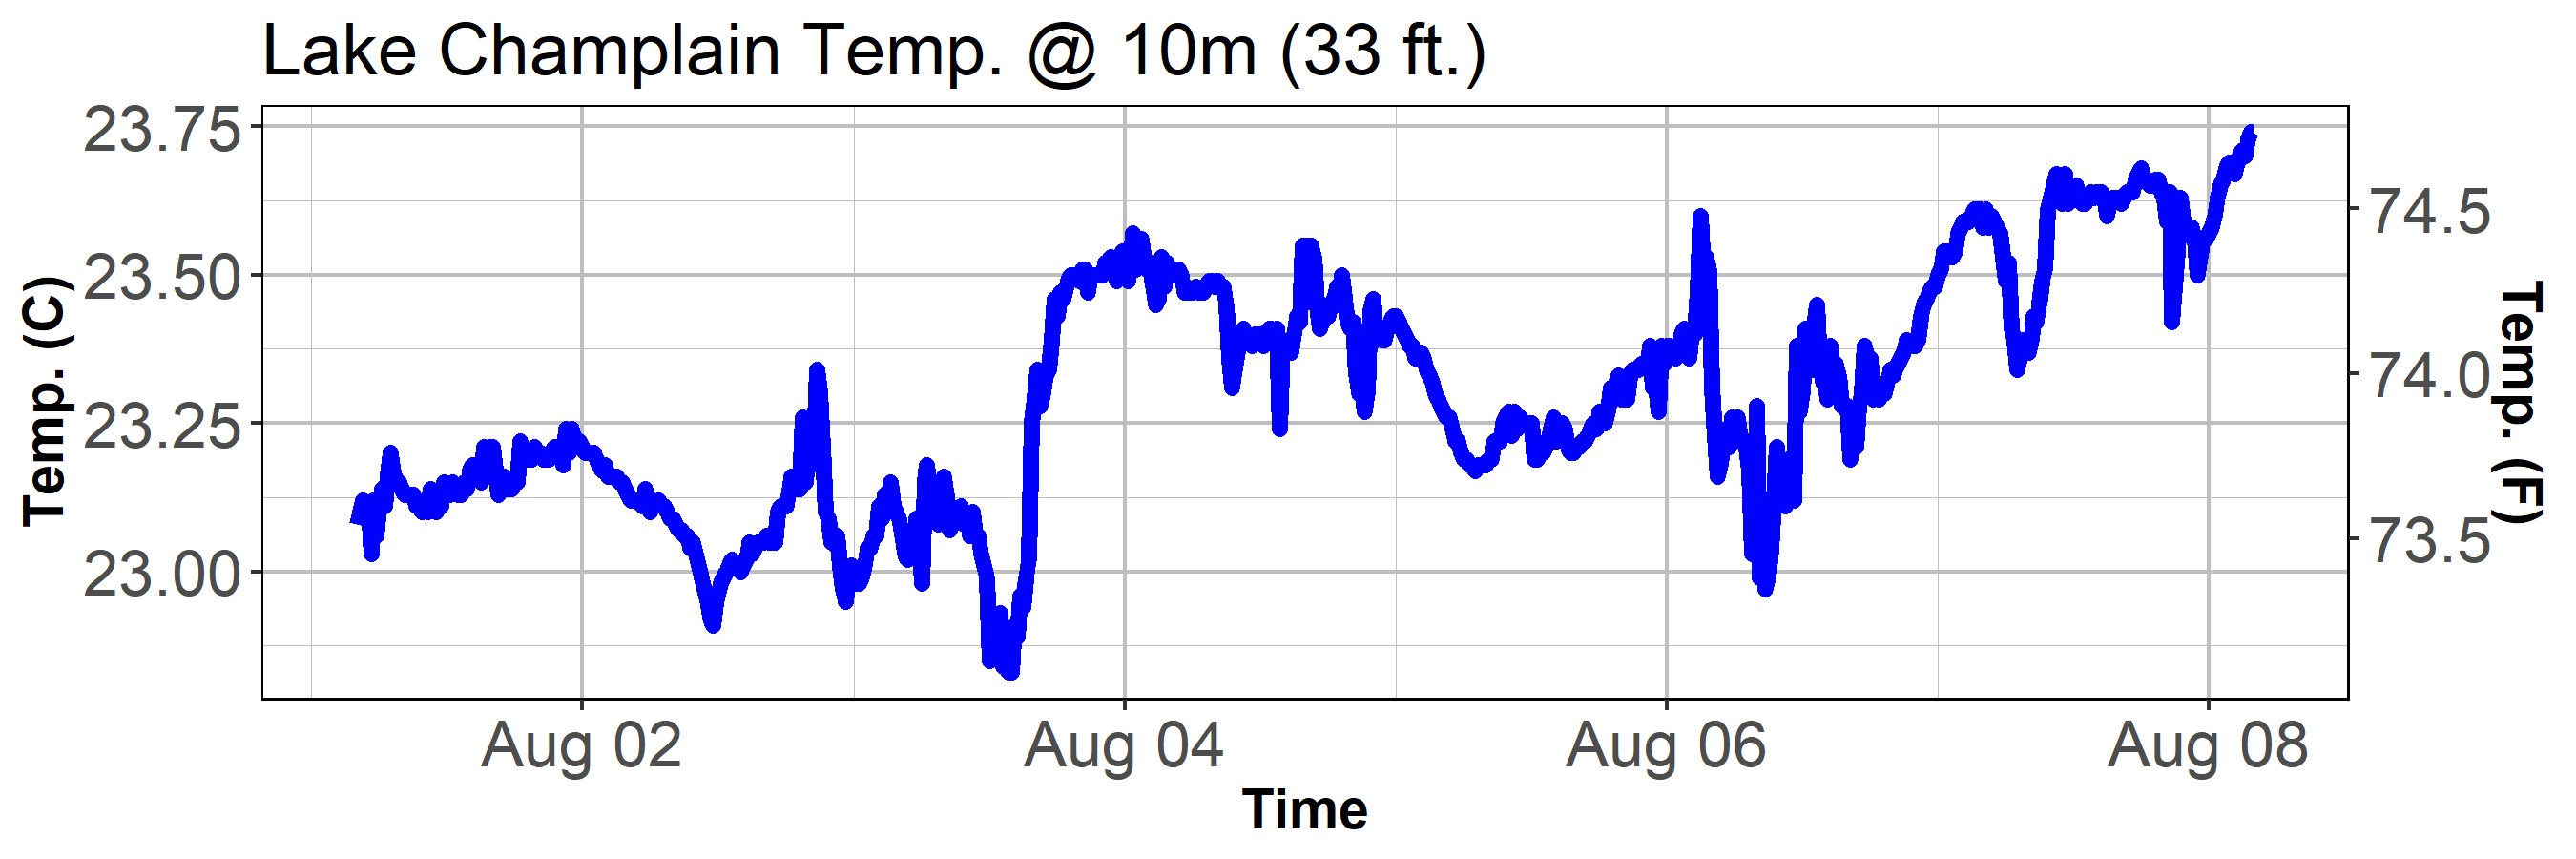 Lake Champlain Temp. @ 10m (33 ft.)
Temp. (C)
23.75
23.50
23.25
23.00
74.5
74.0
73.5
Temp. (F)
Aug 02 Aug 04 Aug 06 Aug 08
Time